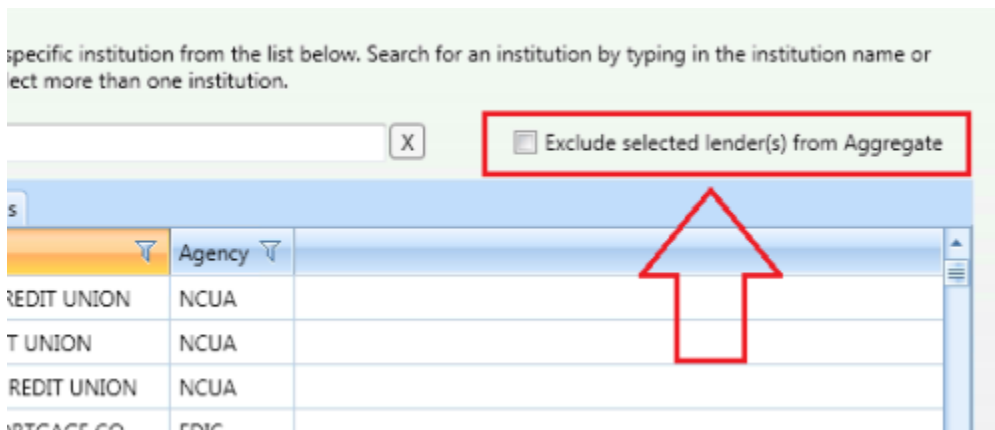 specific institution from the list below. Search for an institution by typing in the institution name or
lect more than one institution.
X Exclude selected lender(s) from Aggregate
s
Agency
REDIT UNION NCUA
T UNION NCUA
REDIT UNION NCUA